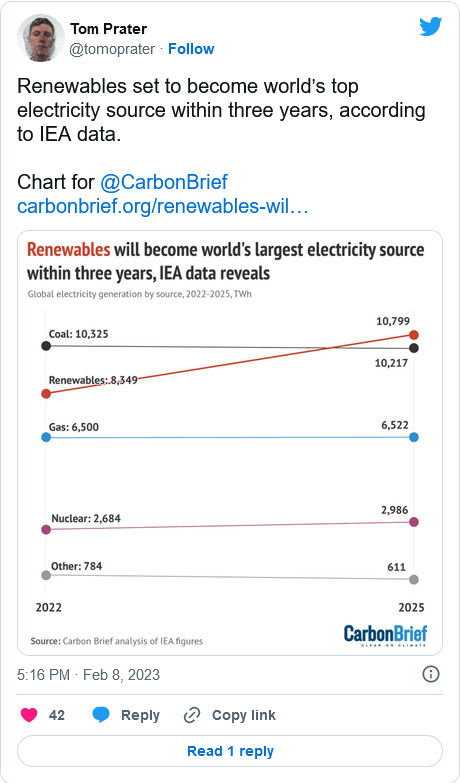 Tom Prater
@tomoprater · Follow
Renewables set to become world's top
electricity source within three years, according
to IEA data.
Chart for @CarbonBrief
carbonbrief.org/renewables-wil…
Renewables will become world's largest electricity source
within three years, IEA data reveals
Global electricity generation by source, 2022-2025, TWh
10,799
Coal: 10,325
10,217
Renewables: 8,349
Gas: 6,500
6,522
Nuclear: 2,684
2,986
Other: 784
611
2022
2025
Source: Carbon Brief analysis of IEA figures
CarbonBrief
CLEAR ON CLIMATE
5:16 PM · Feb 8, 2023
42
Reply
Copy link
Read 1 reply